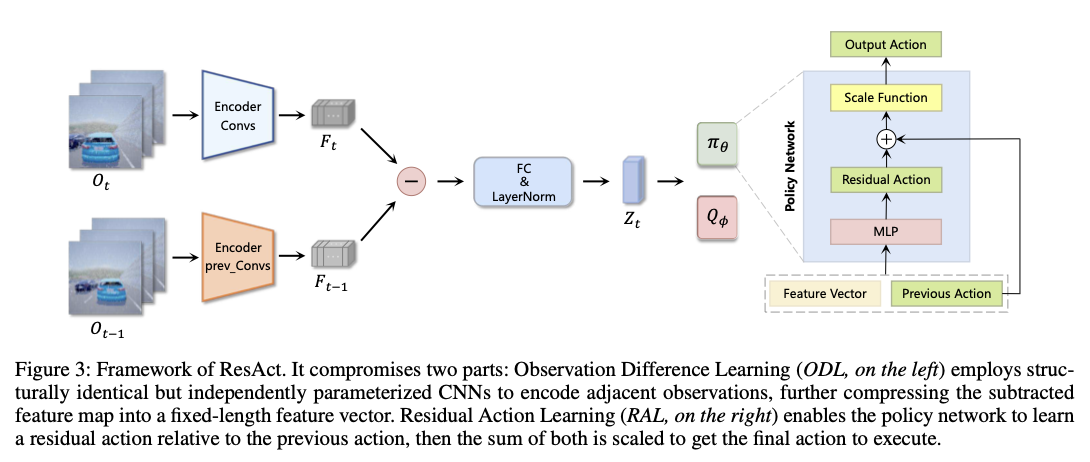 Encoder
Convs
F_t
O_t
Encoder
prev_Convs
F_{t-1}
O_{t-1}
−
FC
&
LayerNorm
Z_t
π_θ
Q_ϕ
Policy Network
Output Action
Scale Function
+
Residual Action
MLP
Feature Vector
Previous Action
Figure 3: Framework of ResAct. It compromises two parts: Observation Difference Learning (ODL, on the left) employs struc-
turally identical but independently parameterized CNNs to encode adjacent observations, further compressing the subtracted
feature map into a fixed-length feature vector. Residual Action Learning (RAL, on the right) enables the policy network to learn
a residual action relative to the previous action, then the sum of both is scaled to get the final action to execute.